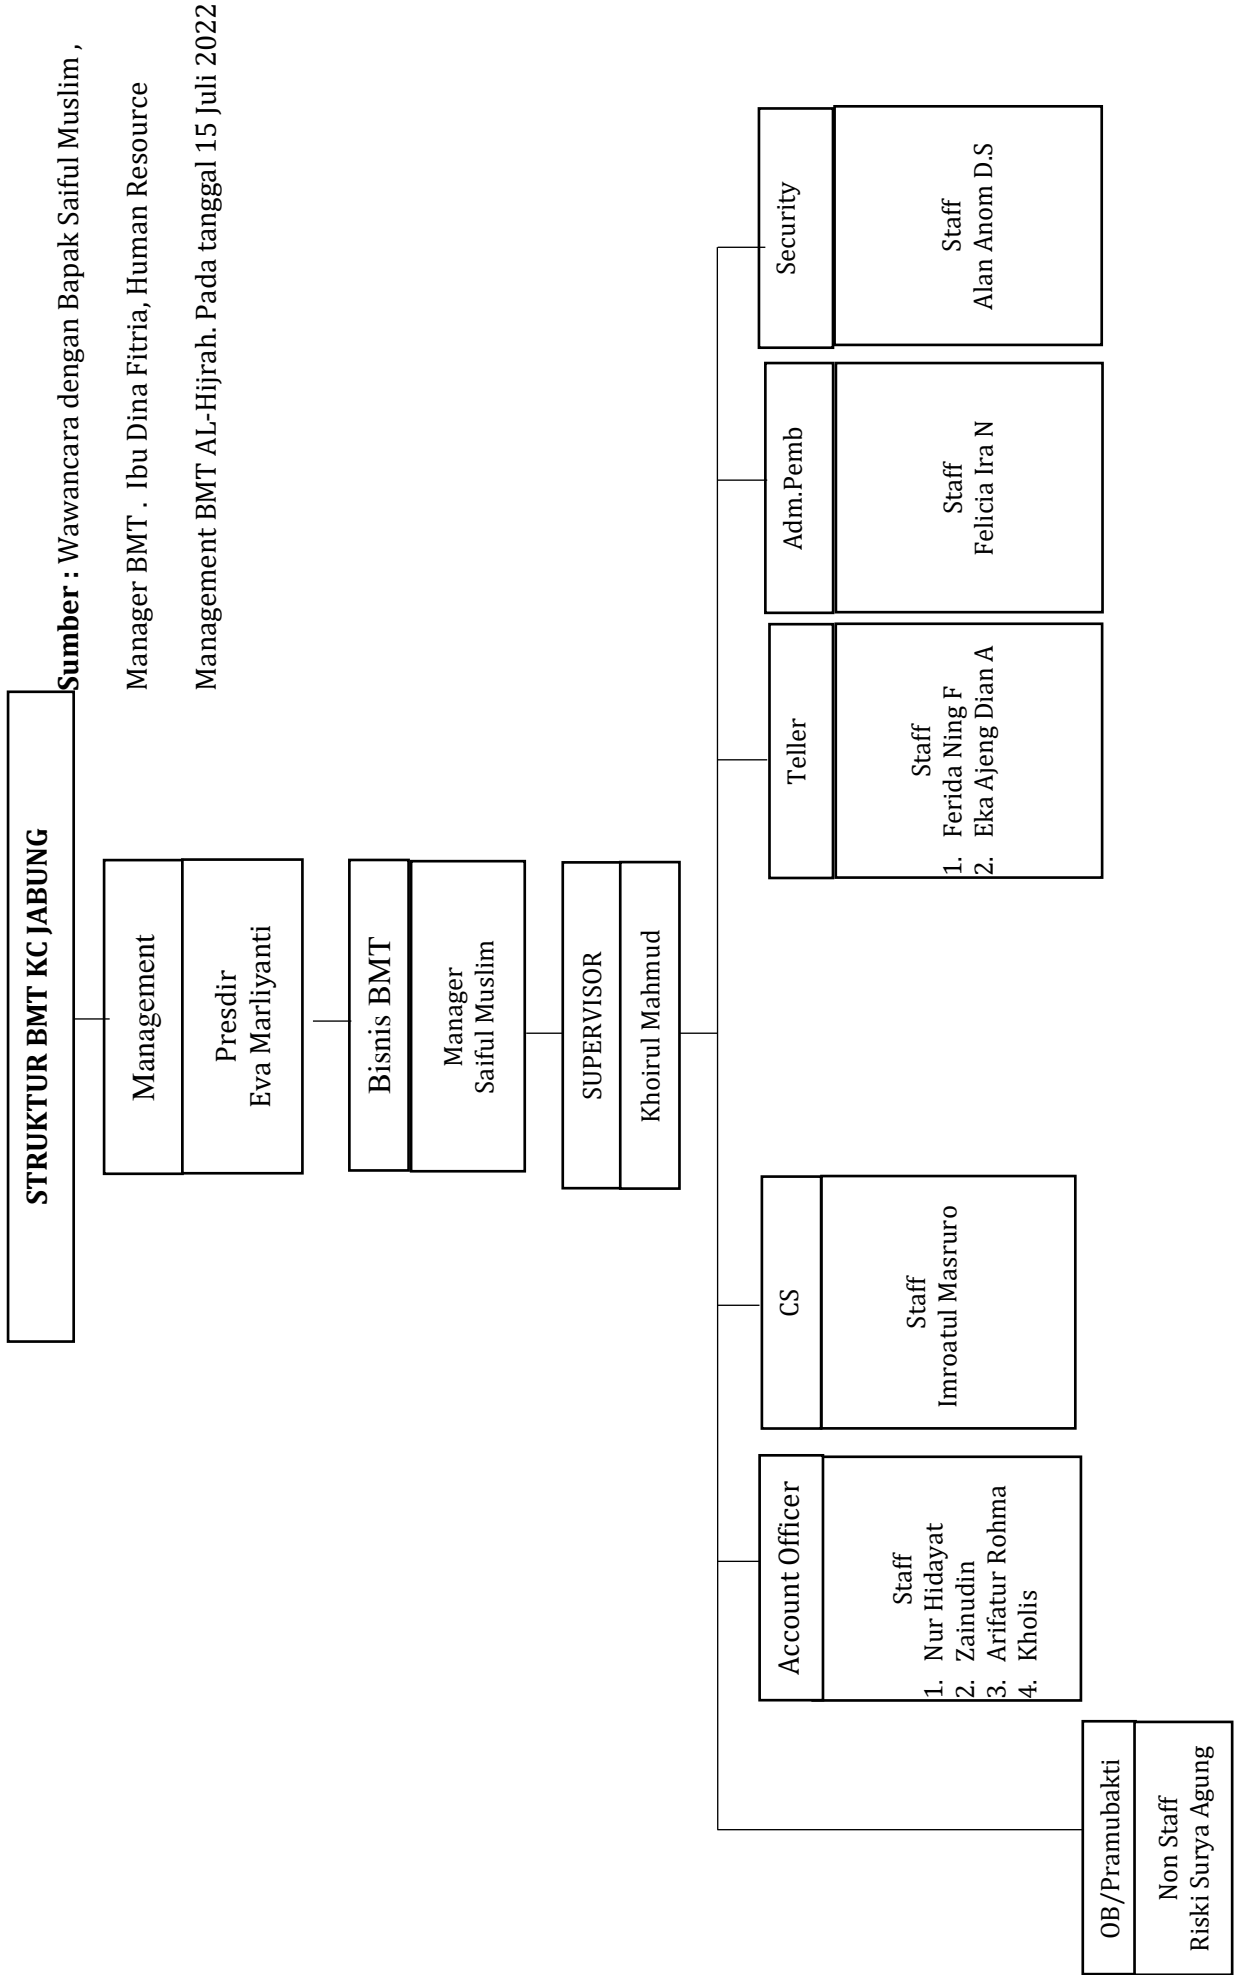 STRUKTUR BMT KC JABUNG
Sumber : Wawancara dengan Bapak Saiful Muslim ,
Manager BMT . Ibu Dina Fitria, Human Resource
Management BMT AL-Hijrah. Pada tanggal 15 Juli 2022
Management
Presdir
Eva Marliyanti
Bisnis BMT
Manager
Saiful Muslim
SUPERVISOR
Khoirul Mahmud
OB/Pramubakti
Non Staff
Riski Surya Agung
Account Officer
Staff
1. Nur Hidayat
2. Zainudin
3. Arifatur Rohma
4. Kholis
CS
Staff
Imroatul Masruro
Teller
Staff
1. Ferida Ning F
2. Eka Ajeng Dian A
Adm.Pemb
Staff
Felicia Ira N
Security
Staff
Alan Anom D.S